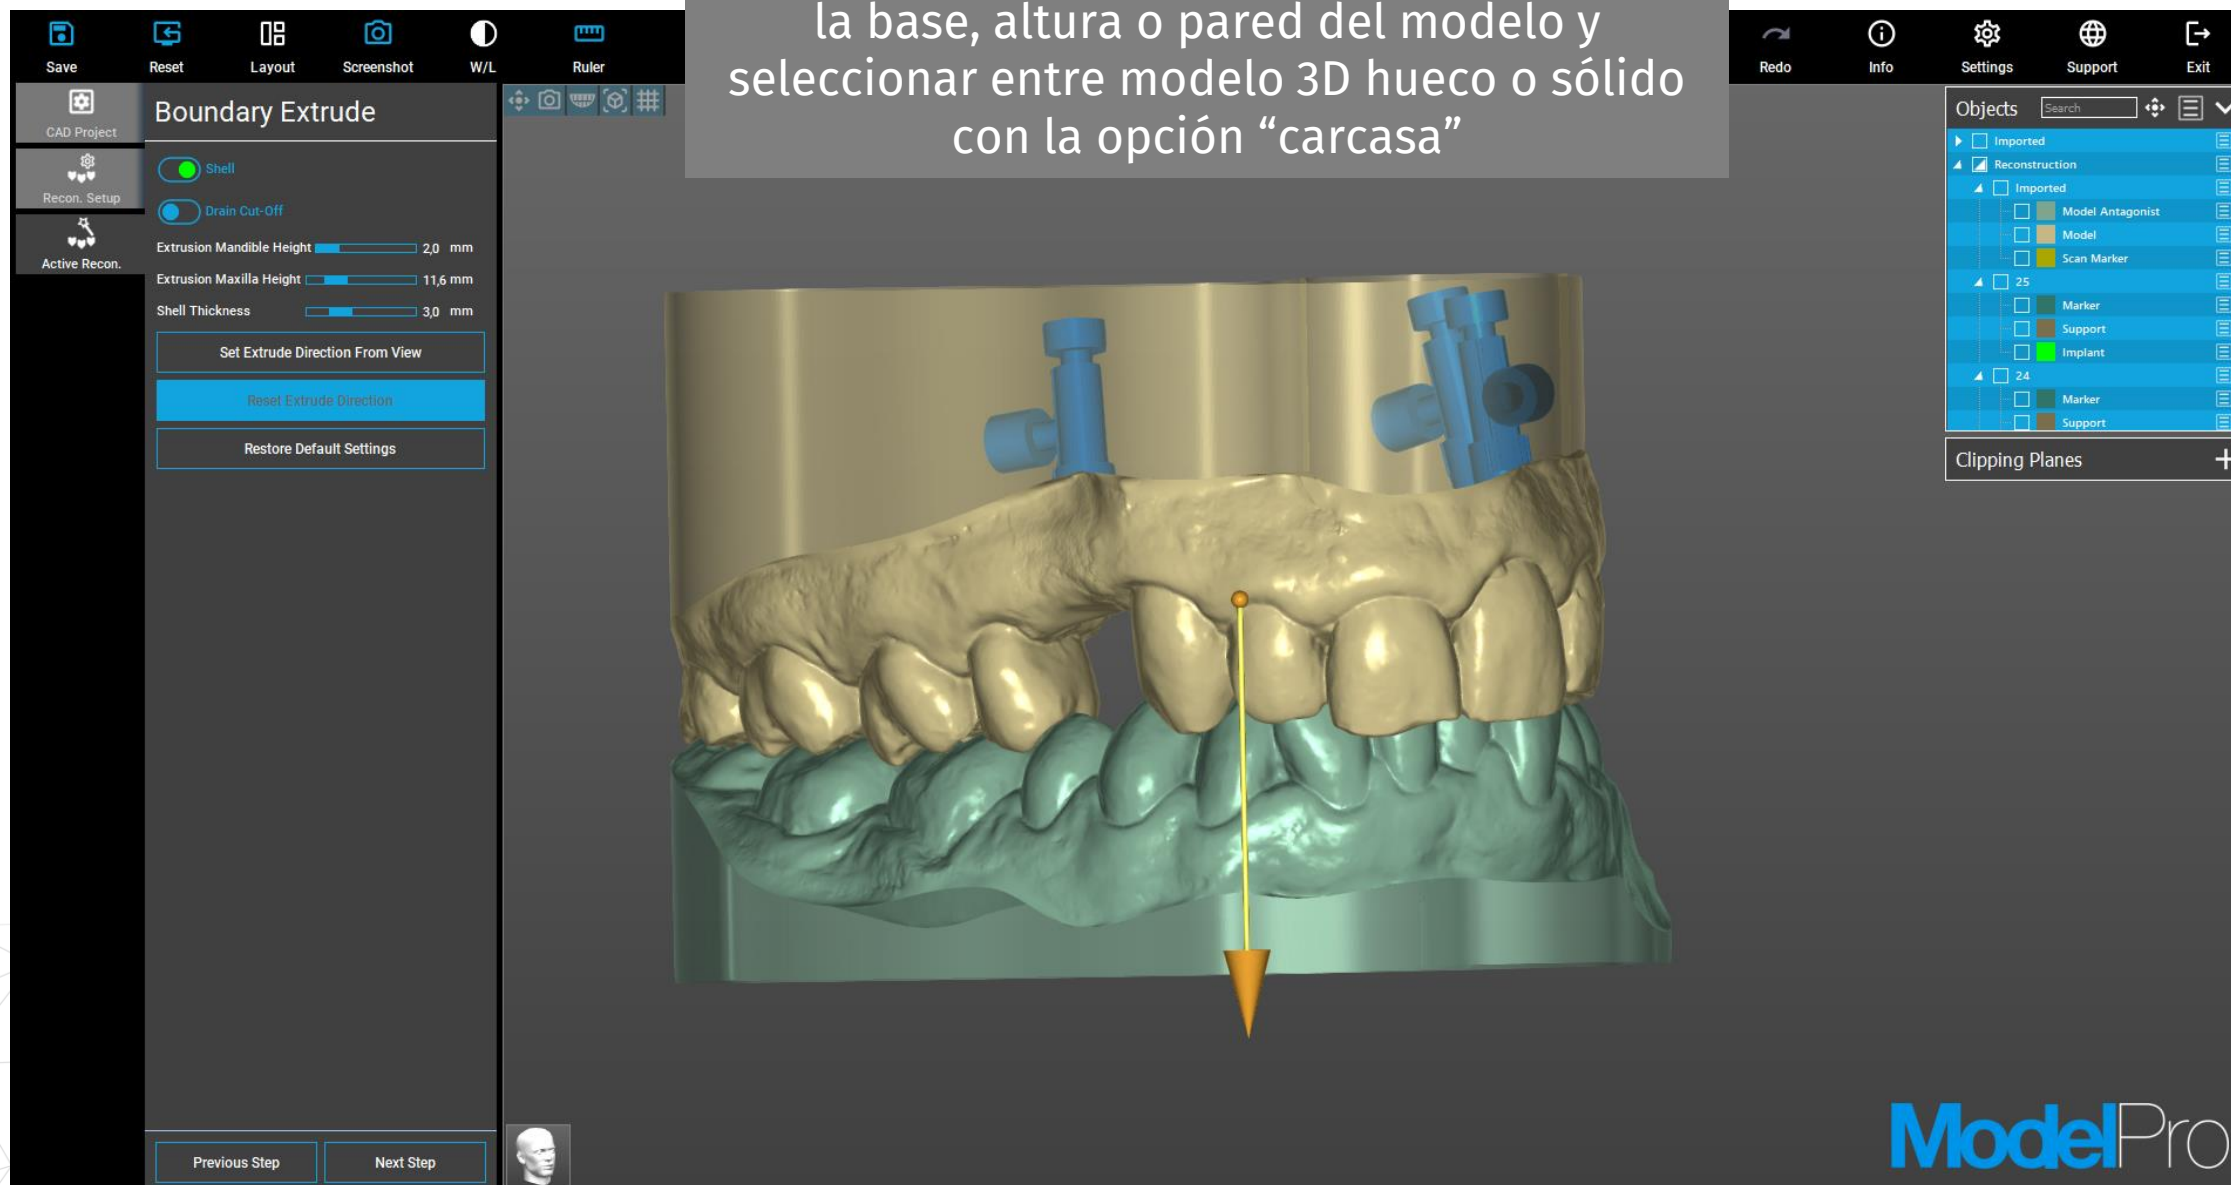 la base, altura o pared del modelo y
seleccionar entre modelo 3D hueco o sólido
con la opción “carcasa”
Save
Reset
Layout
Screenshot
W/L
Ruler
Redo
Info
Settings
Support
Exit
CAD Project
Recon. Setup
Active Recon.
Boundary Extrude
Shell
Drain Cut-Off
Extrusion Mandible Height 2,0 mm
Extrusion Maxilla Height 11,6 mm
Shell Thickness 3,0 mm
Set Extrude Direction From View
Reset Extrude Direction
Restore Default Settings
Previous Step
Next Step
Objects
Search
Imported
Reconstruction
Imported
Model Antagonist
Model
Scan Marker
25
Marker
Support
Implant
24
Marker
Support
Clipping Planes
ModelPro